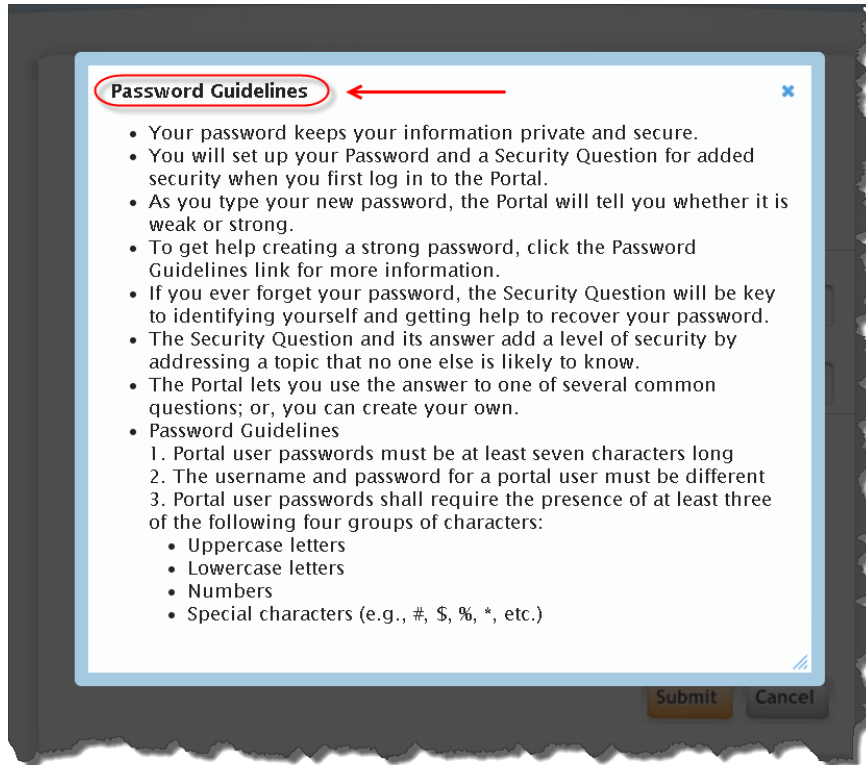 Password Guidelines
• Your password keeps your information private and secure.
• You will set up your Password and a Security Question for added
security when you first log in to the Portal.
• As you type your new password, the Portal will tell you whether it is
weak or strong.
• To get help creating a strong password, click the Password
Guidelines link for more information.
• If you ever forget your password, the Security Question will be key
to identifying yourself and getting help to recover your password.
• The Security Question and its answer add a level of security by
addressing a topic that no one else is likely to know.
• The Portal lets you use the answer to one of several common
questions; or, you can create your own.
• Password Guidelines
1. Portal user passwords must be at least seven characters long
2. The username and password for a portal user must be different
3. Portal user passwords shall require the presence of at least three
of the following four groups of characters:
• Uppercase letters
• Lowercase letters
• Numbers
• Special characters (e.g., #, $, %, *, etc.)
Submit Cancel